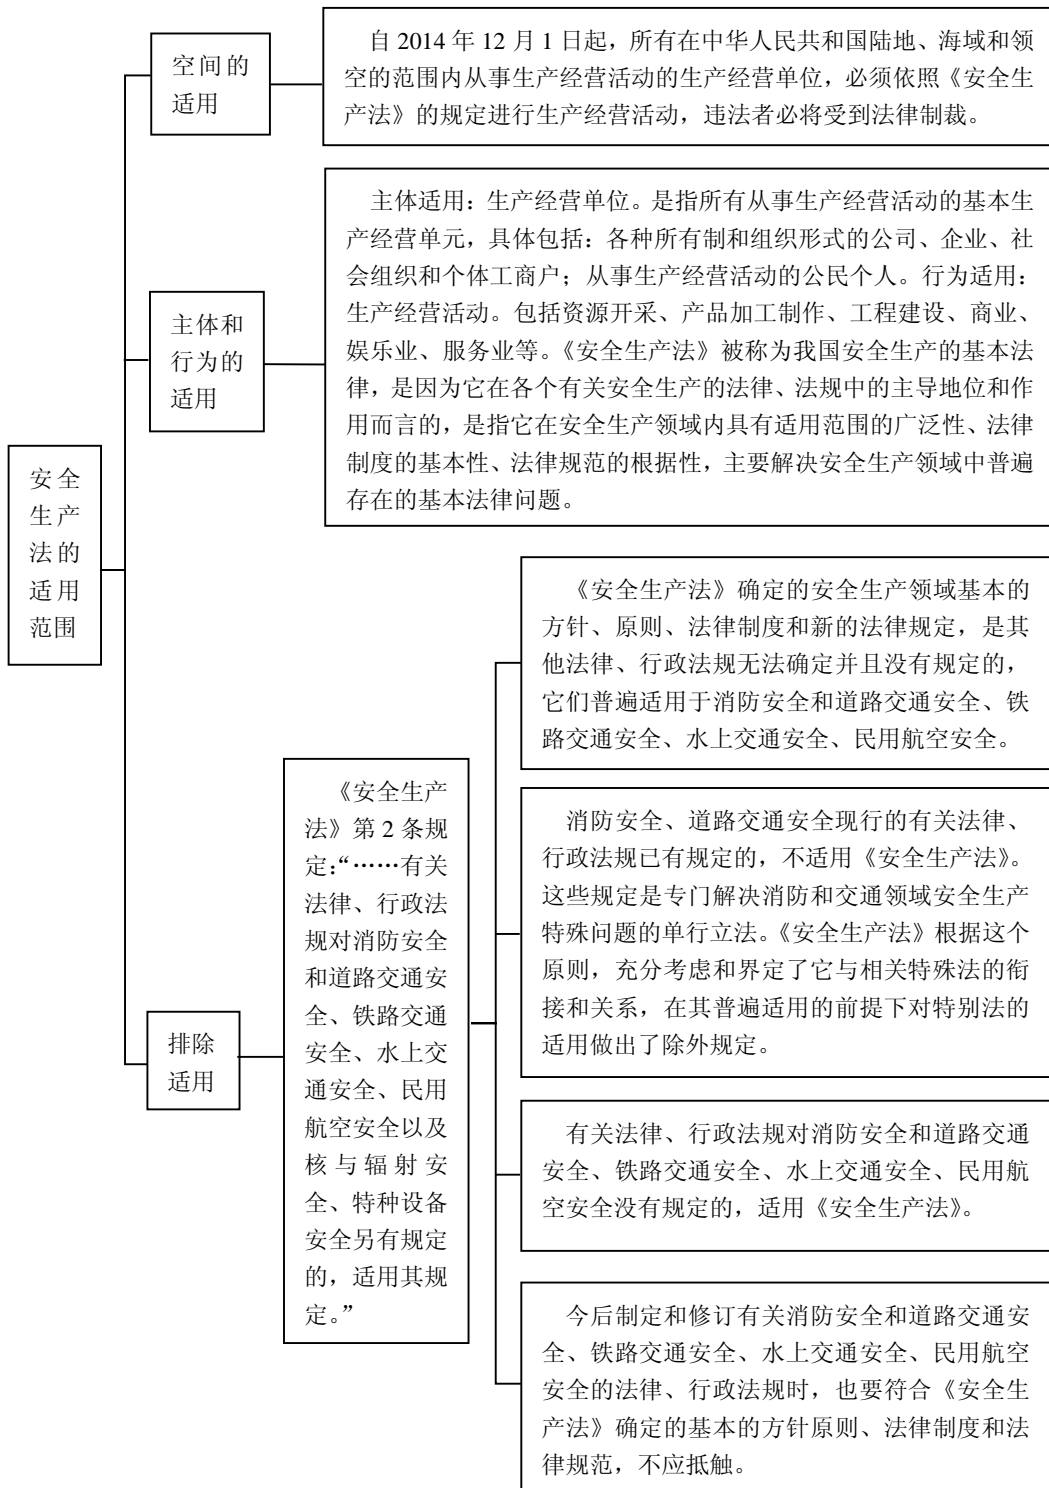 安全
生产
法的
适用
范围
空间的
适用
自 2014 年 12 月 1 日起，所有在中华人民共和国陆地、海域和领
空的范围内从事生产经营活动的生产经营单位，必须依照《安全生
产法》的规定进行生产经营活动，违法者必将受到法律制裁。
主体和
行为的
适用
主体适用：生产经营单位。是指所有从事生产经营活动的基本生
产经营单元，具体包括：各种所有制和组织形式的公司、企业、社
会组织和个体工商户；从事生产经营活动的公民个人。行为适用：
生产经营活动。包括资源开采、产品加工制作、工程建设、商业、
娱乐业、服务业等。《安全生产法》被称为我国安全生产的基本法
律，是因为它在各个有关安全生产的法律、法规中的主导地位和作
用而言的，是指它在安全生产领域内具有适用范围的广泛性、法律
制度的基本性、法律规范的根据性，主要解决安全生产领域中普遍
存在的基本法律问题。
排除
适用
《安全生产
法》第 2 条规
定：“……有关
法律、行政法
规对消防安全
和道路交通安
全、铁路交通
安全、水上交
通安全、民用
航空安全以及
核与辐射安
全、特种设备
安全另有规定
的，适用其规
定。”
《安全生产法》确定的安全生产领域基本的
方针、原则、法律制度和新的法律规定，是其
他法律、行政法规无法确定并且没有规定的，
它们普遍适用于消防安全和道路交通安全、铁
路交通安全、水上交通安全、民用航空安全。
消防安全、道路交通安全现行的有关法律、
行政法规已有规定的，不适用《安全生产法》。
这些规定是专门解决消防和交通领域安全生产
特殊问题的单行立法。《安全生产法》根据这个
原则，充分考虑和界定了它与相关特殊法的衔
接和关系，在其普遍适用的前提下对特别法的
适用做出了除外规定。
有关法律、行政法规对消防安全和道路交通
安全、铁路交通安全、水上交通安全、民用航
空安全没有规定的，适用《安全生产法》。
今后制定和修订有关消防安全和道路交通安
全、铁路交通安全、水上交通安全、民用航空
安全的法律、行政法规时，也要符合《安全生
产法》确定的基本的方针原则、法律制度和法
律规范，不应抵触。